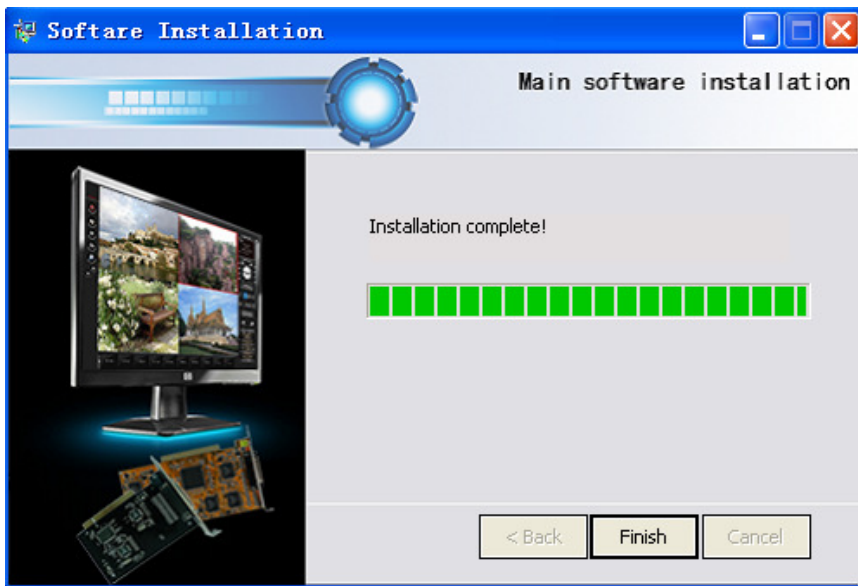 Softare Installation
Main software installation
Installation complete!
< Back
Finish
Cancel